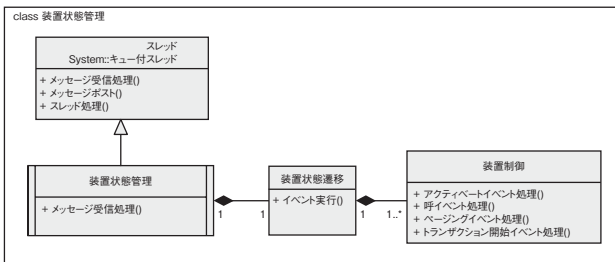 class 装置状態管理
スレッド
System::キュー付スレッド
+ メッセージ受信処理()
+ メッセージポスト()
+ スレッド処理()
装置状態管理
+ メッセージ受信処理()
1
1
装置状態遷移
+ イベント実行()
1
1..*
装置制御
+ アクティベートイベント処理()
+ 呼イベント処理()
+ ページングイベント処理()
+ トランザクション開始イベント処理()